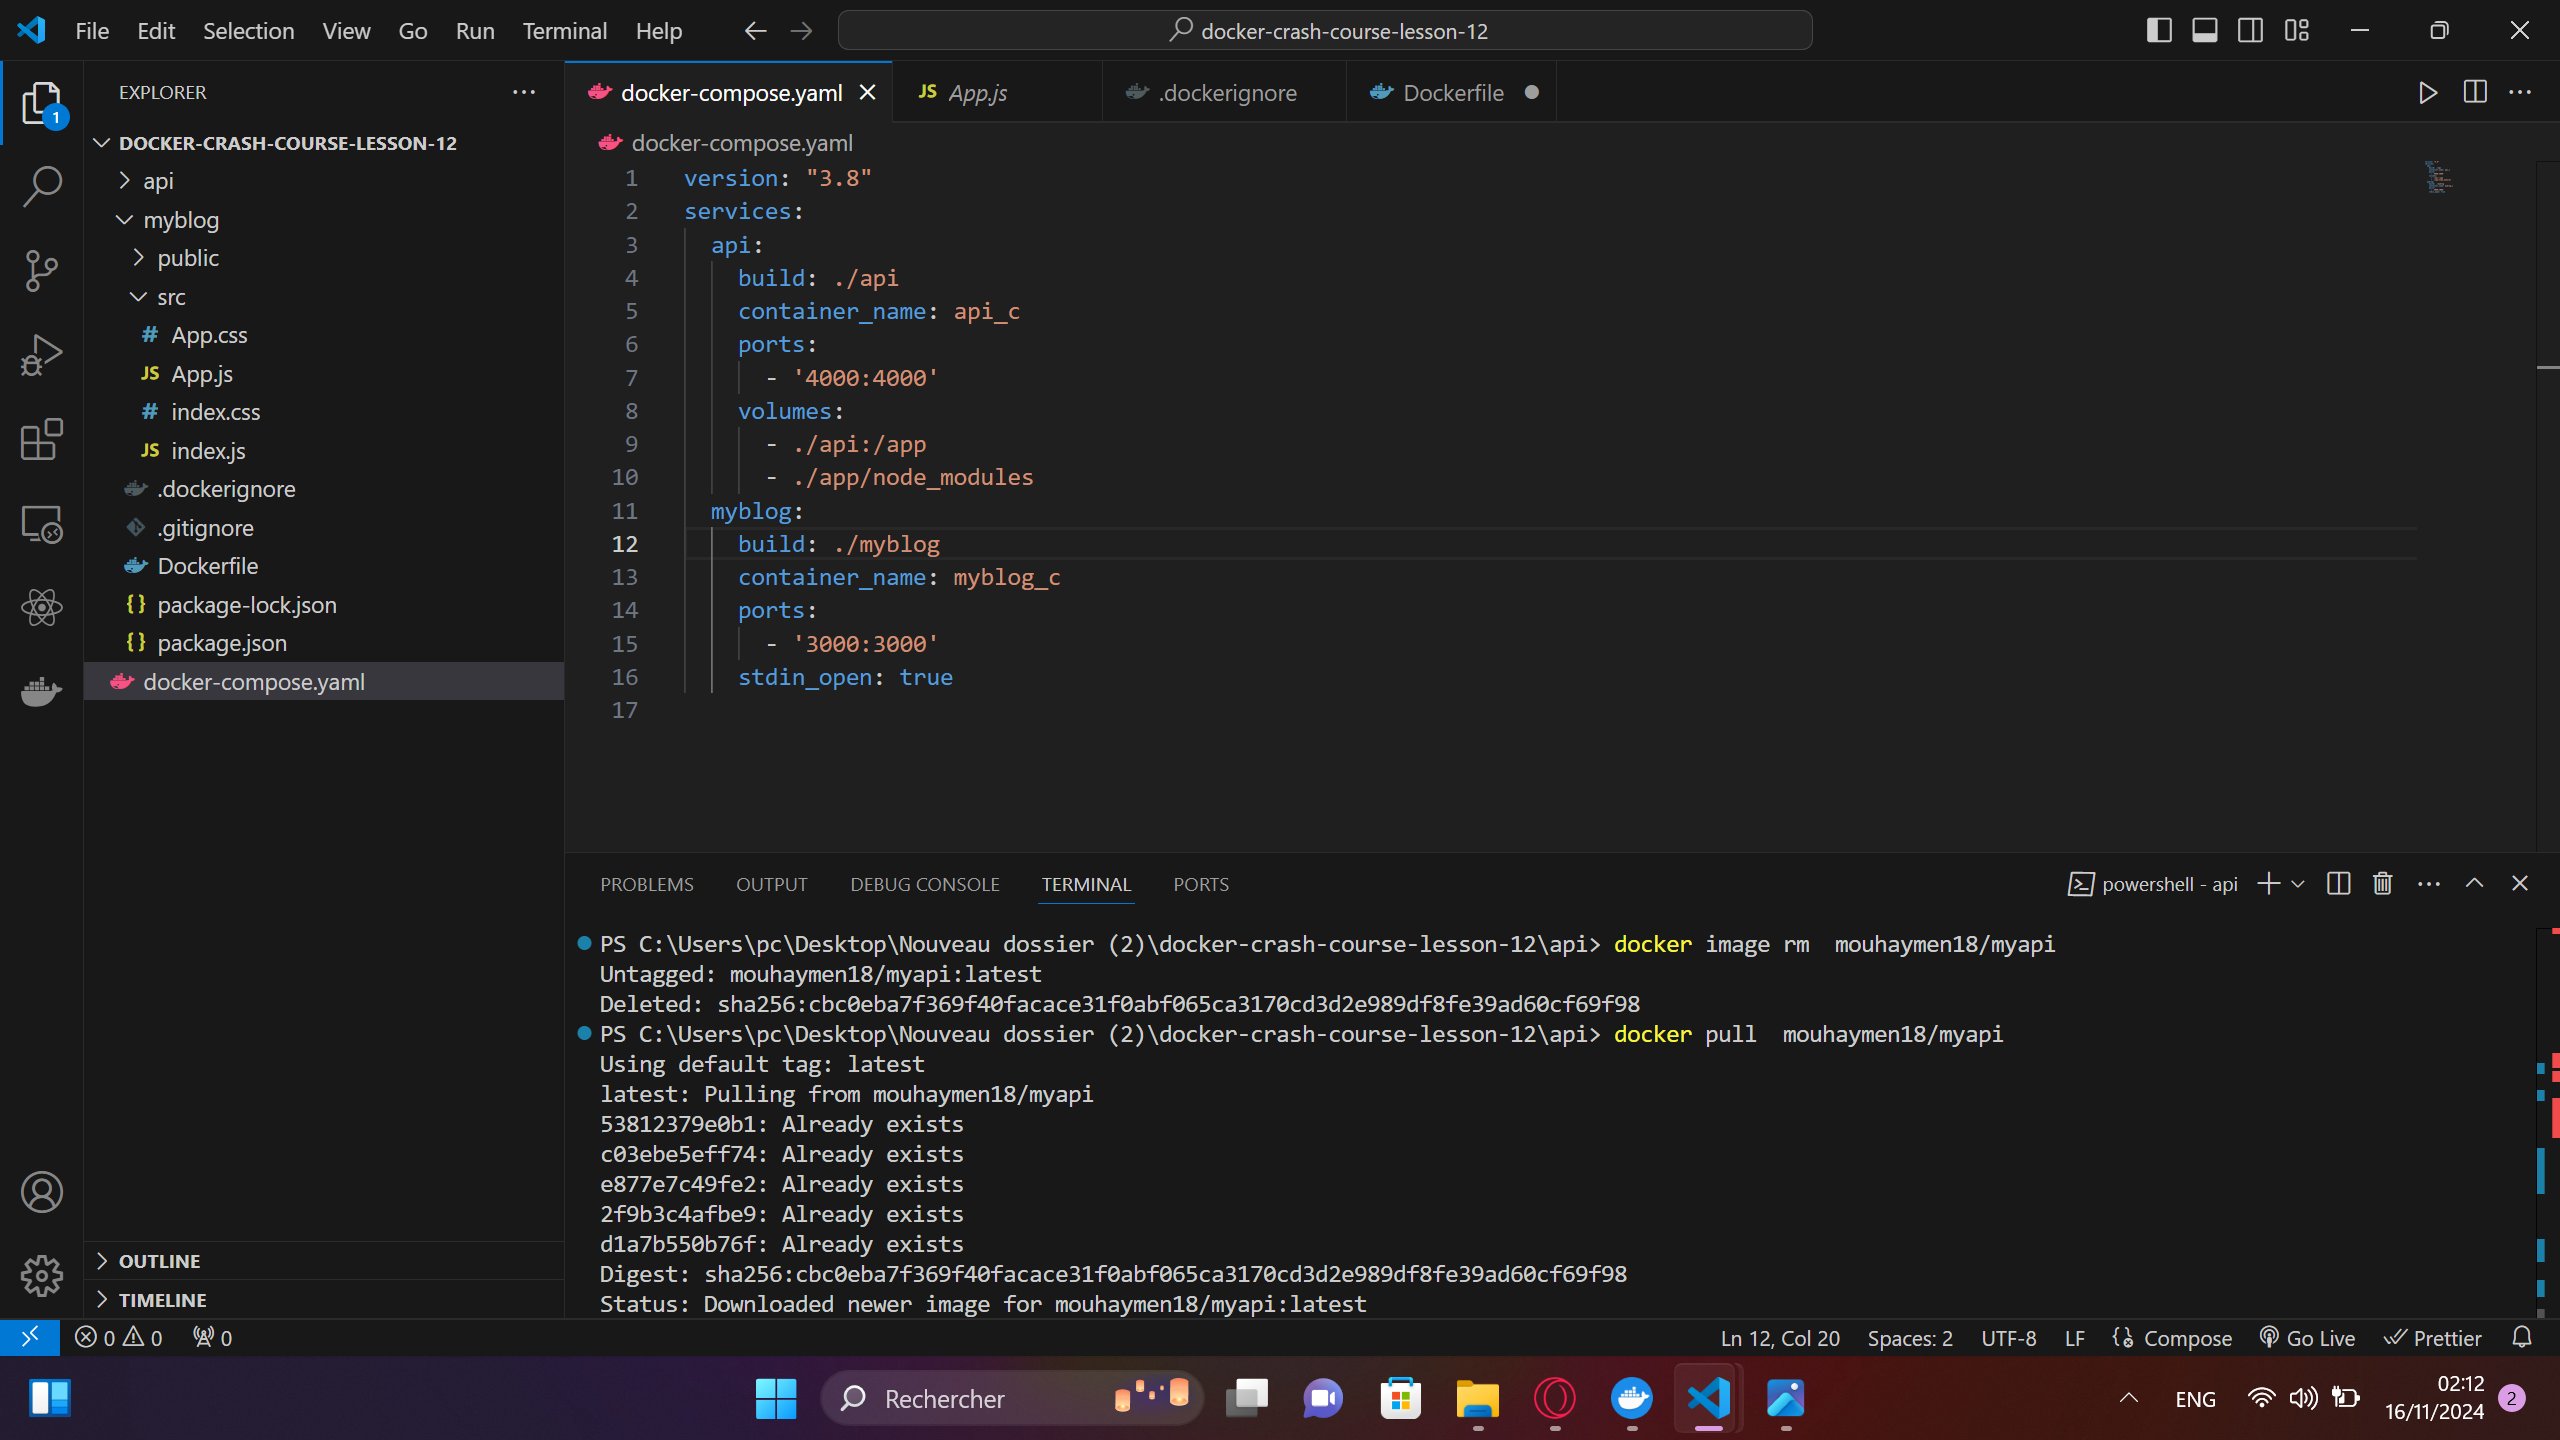 File Edit Selection View Go Run Terminal Help
docker-crash-course-lesson-12
EXPLORER
1
DOCKER-CRASH-COURSE-LESSON-12
api
myblog
public
src
# App.css
JS App.js
# index.css
JS index.js
.dockerignore
.gitignore
Dockerfile
{} package-lock.json
{} package.json
docker-compose.yaml
OUTLINE
TIMELINE
docker-compose.yaml
JS App.js
.dockerignore
Dockerfile
docker-compose.yaml
1 version: "3.8"
2 services:
3 api:
4 build: ./api
5 container_name: api_c
6 ports:
7 - '4000:4000'
8 volumes:
9 - ./api:/app
10 - ./app/node_modules
11 myblog:
12 build: ./myblog
13 container_name: myblog_c
14 ports:
15 - '3000:3000'
16 stdin_open: true
17
PROBLEMS OUTPUT DEBUG CONSOLE TERMINAL PORTS
powershell - api
PS C:\Users\pc\Desktop\Nouveau dossier (2)\docker-crash-course-lesson-12\api> docker image rm  mouhaymen18/myapi
Untagged: mouhaymen18/myapi:latest
Deleted: sha256:cbc0eba7f369f40facace31f0abf065ca3170cd3d2e989df8fe39ad60cf69f98
PS C:\Users\pc\Desktop\Nouveau dossier (2)\docker-crash-course-lesson-12\api> docker pull  mouhaymen18/myapi
Using default tag: latest
latest: Pulling from mouhaymen18/myapi
53812379e0b1: Already exists
c03ebe5eff74: Already exists
e877e7c49fe2: Already exists
2f9b3c4afbe9: Already exists
d1a7b550b76f: Already exists
Digest: sha256:cbc0eba7f369f40facace31f0abf065ca3170cd3d2e989df8fe39ad60cf69f98
Status: Downloaded newer image for mouhaymen18/myapi:latest
0 0 0
Ln 12, Col 20 Spaces: 2 UTF-8 LF Compose Go Live Prettier
Rechercher
ENG
02:12
16/11/2024
2